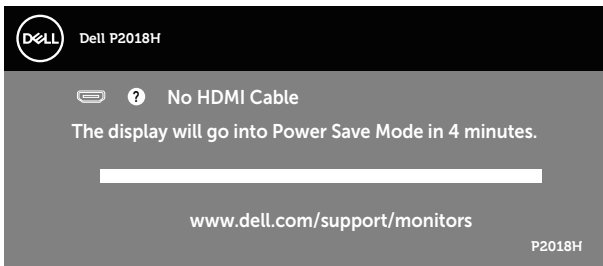 DELL
Dell P2018H
? No HDMI Cable
The display will go into Power Save Mode in 4 minutes.
www.dell.com/support/monitors
P2018H